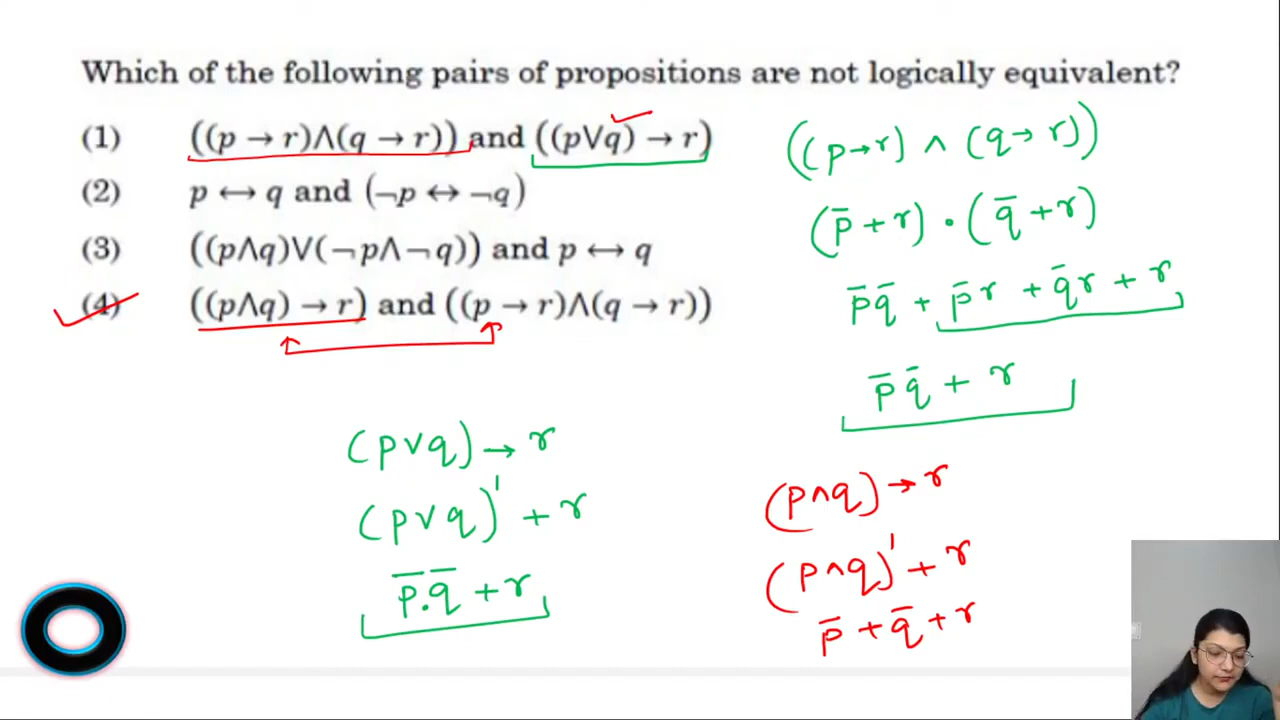 Which of the following pairs of propositions are not logically equivalent?
(1) ((p → r)∧(q → r)) and ((p∨q) → r)
(2) p ↔ q and (¬p ↔ ¬q)
(3) ((p∧q)∨(¬p∧¬q)) and p ↔ q
(4) ((p∧q) → r) and ((p → r)∧(q → r))
((p→r) ∧ (q→ r))
(p̄ + r) · (q̄ + r)
p̄q̄ + p̄r + q̄r + r
p̄q̄ + r
(p∨q) → r
(p∨q)' + r
p̄.q̄ + r
(p∧q) → r
(p∧q)' + r
p̄ + q̄ + r